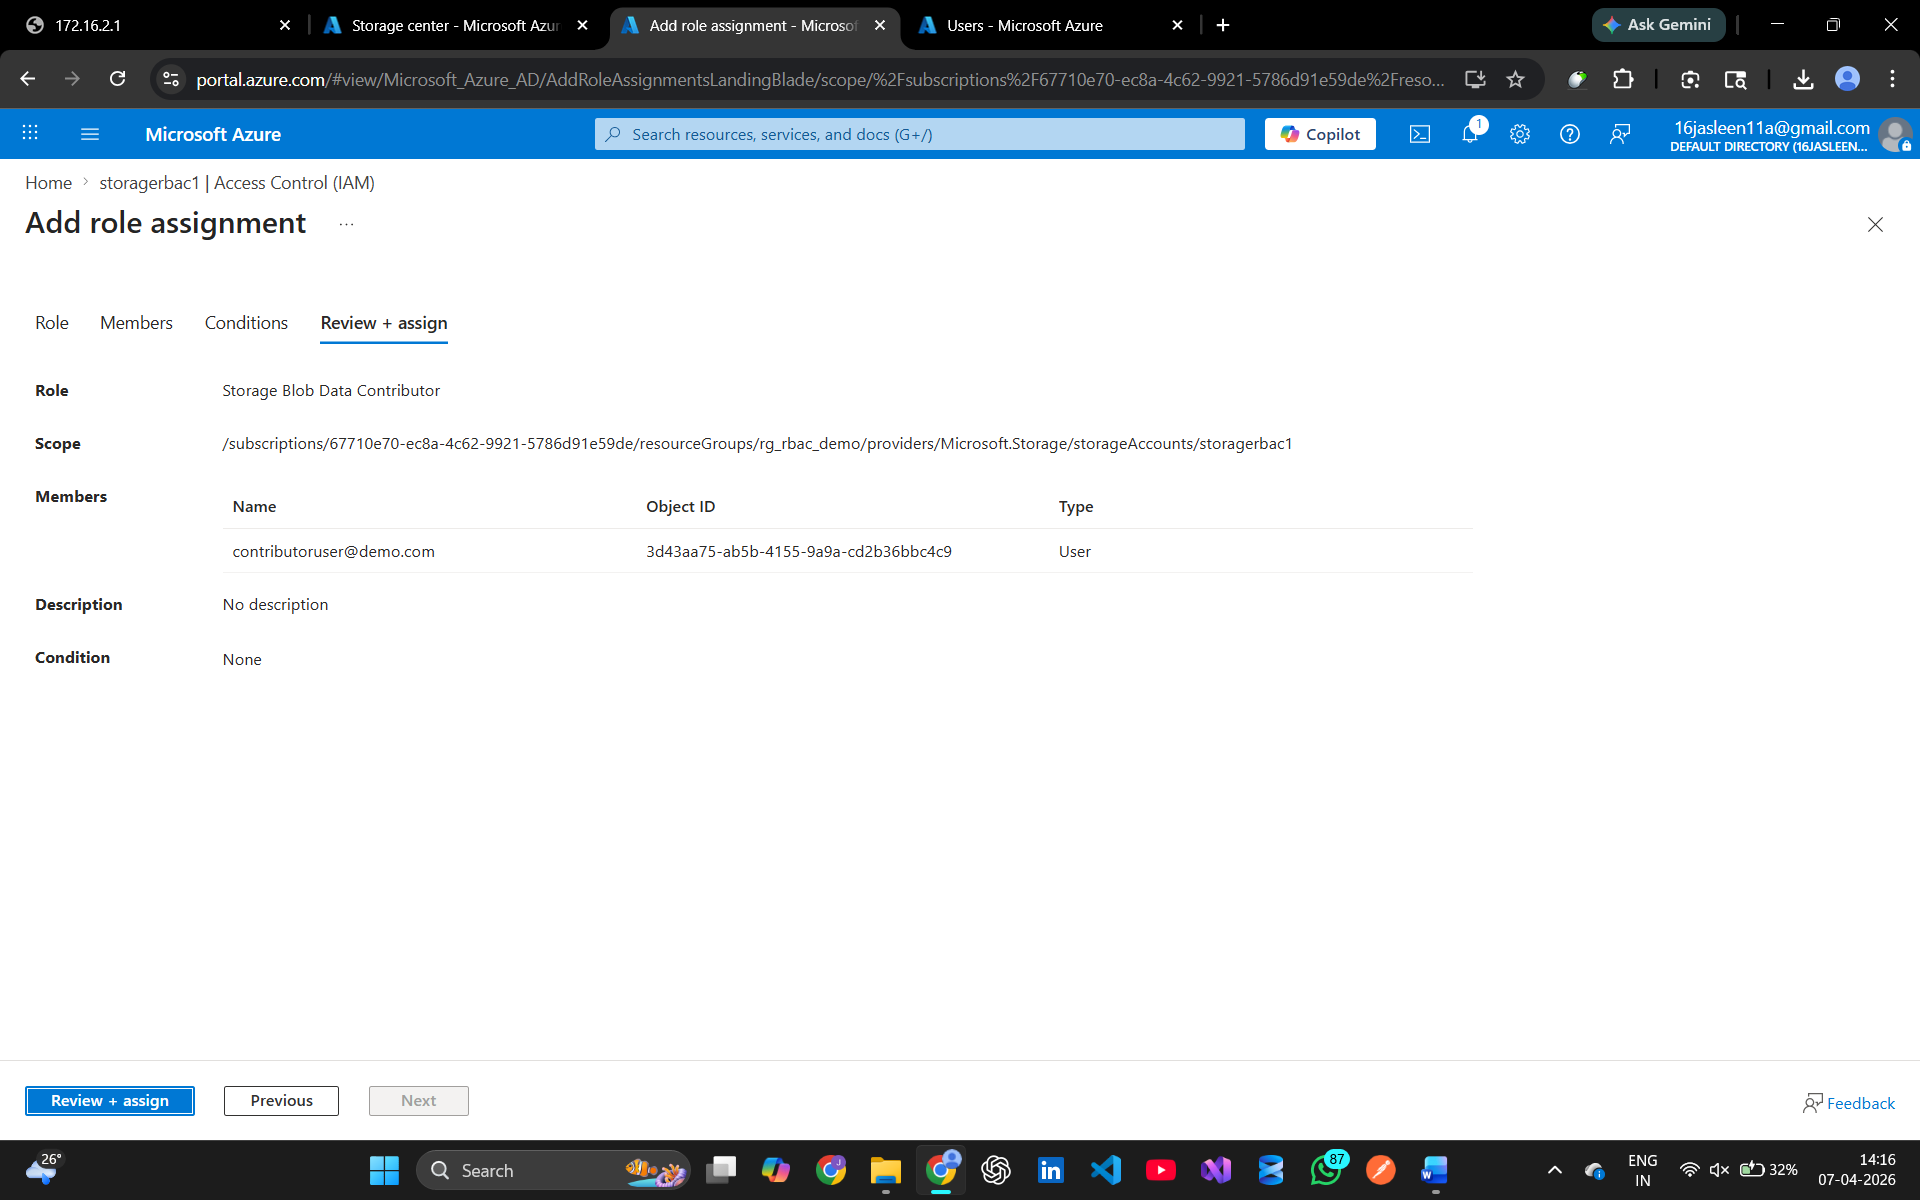 172.16.2.1
Storage center - Microsoft Azur
Add role assignment - Microsof
Users - Microsoft Azure
Ask Gemini
portal.azure.com/#view/Microsoft_Azure_AD/AddRoleAssignmentsLandingBlade/scope/%2Fsubscriptions%2F67710e70-ec8a-4c62-9921-5786d91e59de%2Freso...
Microsoft Azure
Search resources, services, and docs (G+/)
Copilot
1
16jasleen11a@gmail.com
DEFAULT DIRECTORY (16JASLEEN...
Home > storagerbac1 | Access Control (IAM)
Add role assignment ...
Role Members Conditions Review + assign
Role Storage Blob Data Contributor
Scope /subscriptions/67710e70-ec8a-4c62-9921-5786d91e59de/resourceGroups/rg_rbac_demo/providers/Microsoft.Storage/storageAccounts/storagerbac1
Members
Name Object ID Type
contributoruser@demo.com 3d43aa75-ab5b-4155-9a9a-cd2b36bbc4c9 User
Description No description
Condition None
Review + assign Previous Next
Feedback
26°
Search
87
ENG
IN
32%
14:16
07-04-2026